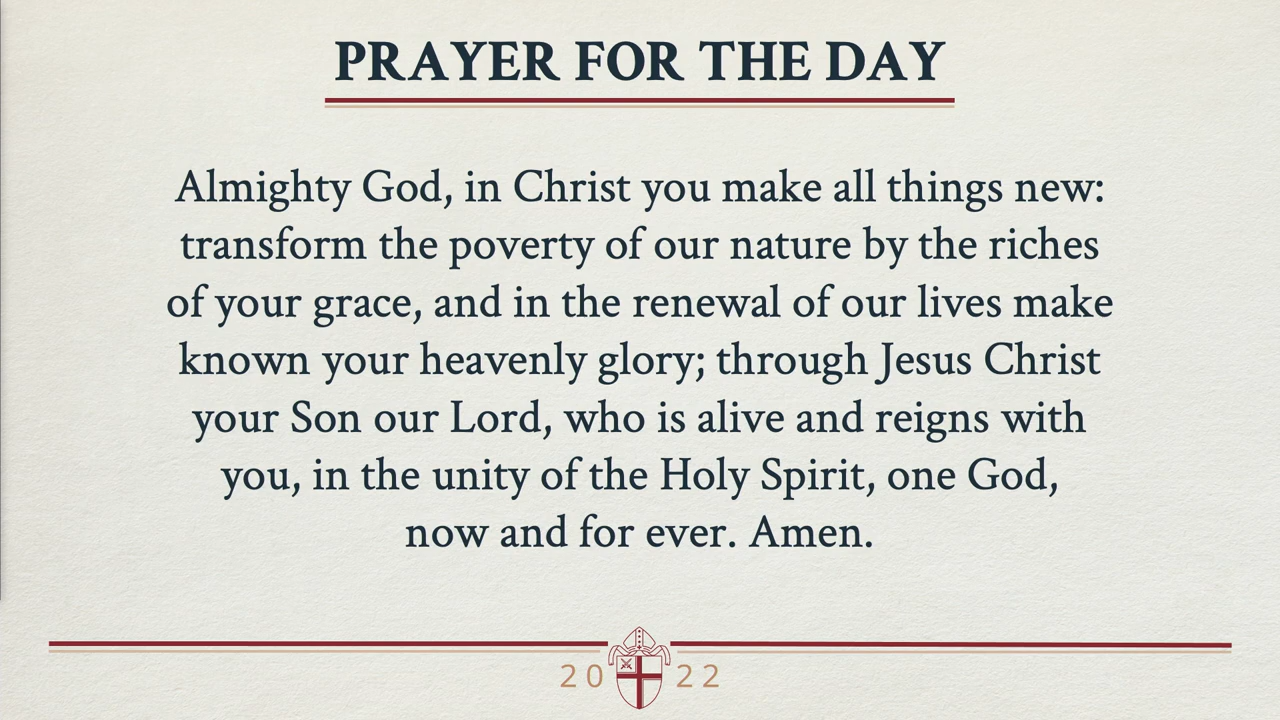 PRAYER FOR THE DAY
Almighty God, in Christ you make all things new:
transform the poverty of our nature by the riches
of your grace, and in the renewal of our lives make
known your heavenly glory; through Jesus Christ
your Son our Lord, who is alive and reigns with
you, in the unity of the Holy Spirit, one God,
now and for ever. Amen.
20 22